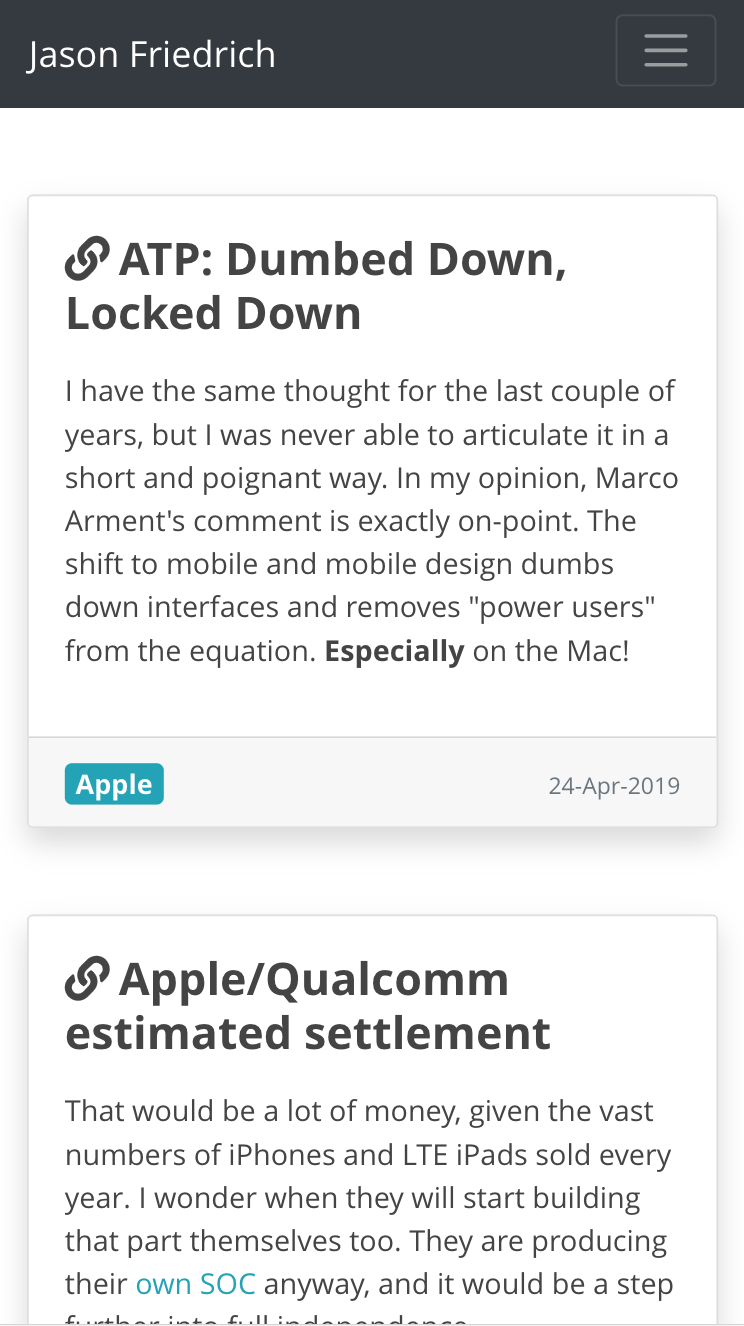 Jason Friedrich
ATP: Dumbed Down,
Locked Down
I have the same thought for the last couple of
years, but I was never able to articulate it in a
short and poignant way. In my opinion, Marco
Arment's comment is exactly on-point. The
shift to mobile and mobile design dumbs
down interfaces and removes "power users"
from the equation. Especially on the Mac!
Apple
24-Apr-2019
Apple/Qualcomm
estimated settlement
That would be a lot of money, given the vast
numbers of iPhones and LTE iPads sold every
year. I wonder when they will start building
that part themselves too. They are producing
their own SOC anyway, and it would be a step
further into full independence